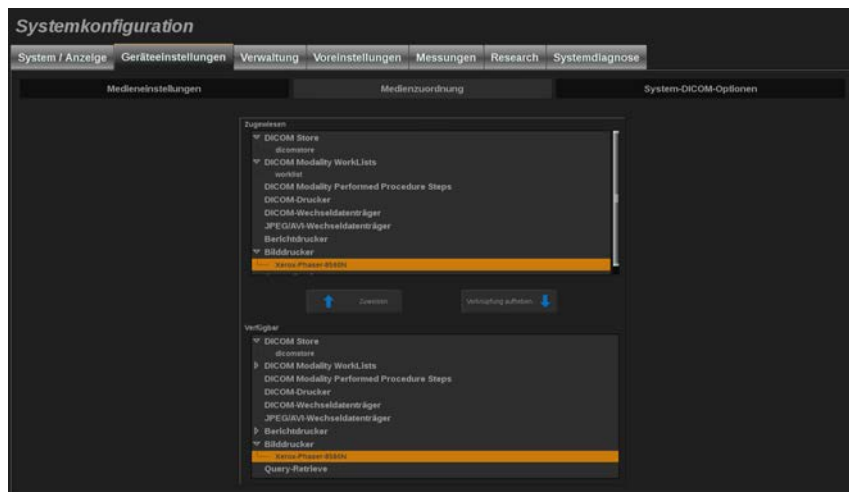 Systemkonfiguration
System / Anzeige Geräteeinstellungen Verwaltung Voreinstellungen Messungen Research Systemdiagnose
Medieneinstellungen Medienzuordnung System-DICOM-Optionen
Zugewiesen
DICOM Store
dicomstore
DICOM Modality WorkLists
worklist
DICOM Modality Performed Procedure Steps
DICOM-Drucker
DICOM-Wechseldatenträger
JPEG/AVI-Wechseldatenträger
Berichtdrucker
Bilddrucker
Xerox-Phaser-8560N
Zuweisen Verknüpfung aufheben
Verfügbar
DICOM Store
dicomstore
DICOM Modality WorkLists
DICOM Modality Performed Procedure Steps
DICOM-Drucker
DICOM-Wechseldatenträger
JPEG/AVI-Wechseldatenträger
Berichtdrucker
Bilddrucker
Xerox-Phaser-8560N
Query-Retrieve